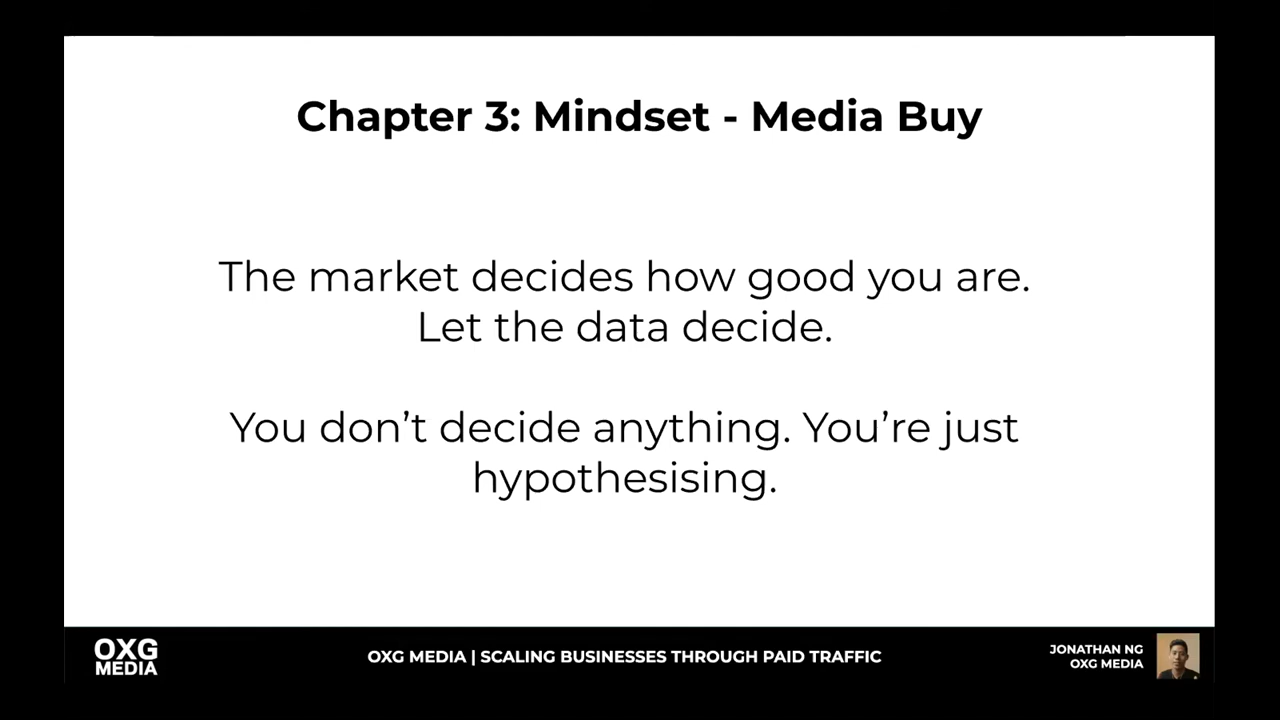 Chapter 3: Mindset - Media Buy
The market decides how good you are.
Let the data decide.
You don’t decide anything. You’re just
hypothesising.
OXG
MEDIA
OXG MEDIA | SCALING BUSINESSES THROUGH PAID TRAFFIC
JONATHAN NG
OXG MEDIA